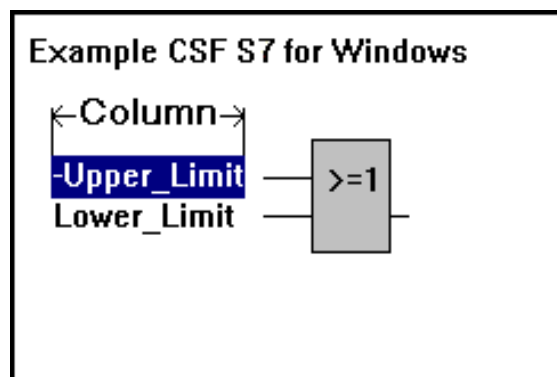 Example CSF S7 for Windows
Column
-Upper_Limit
>=1
Lower_Limit